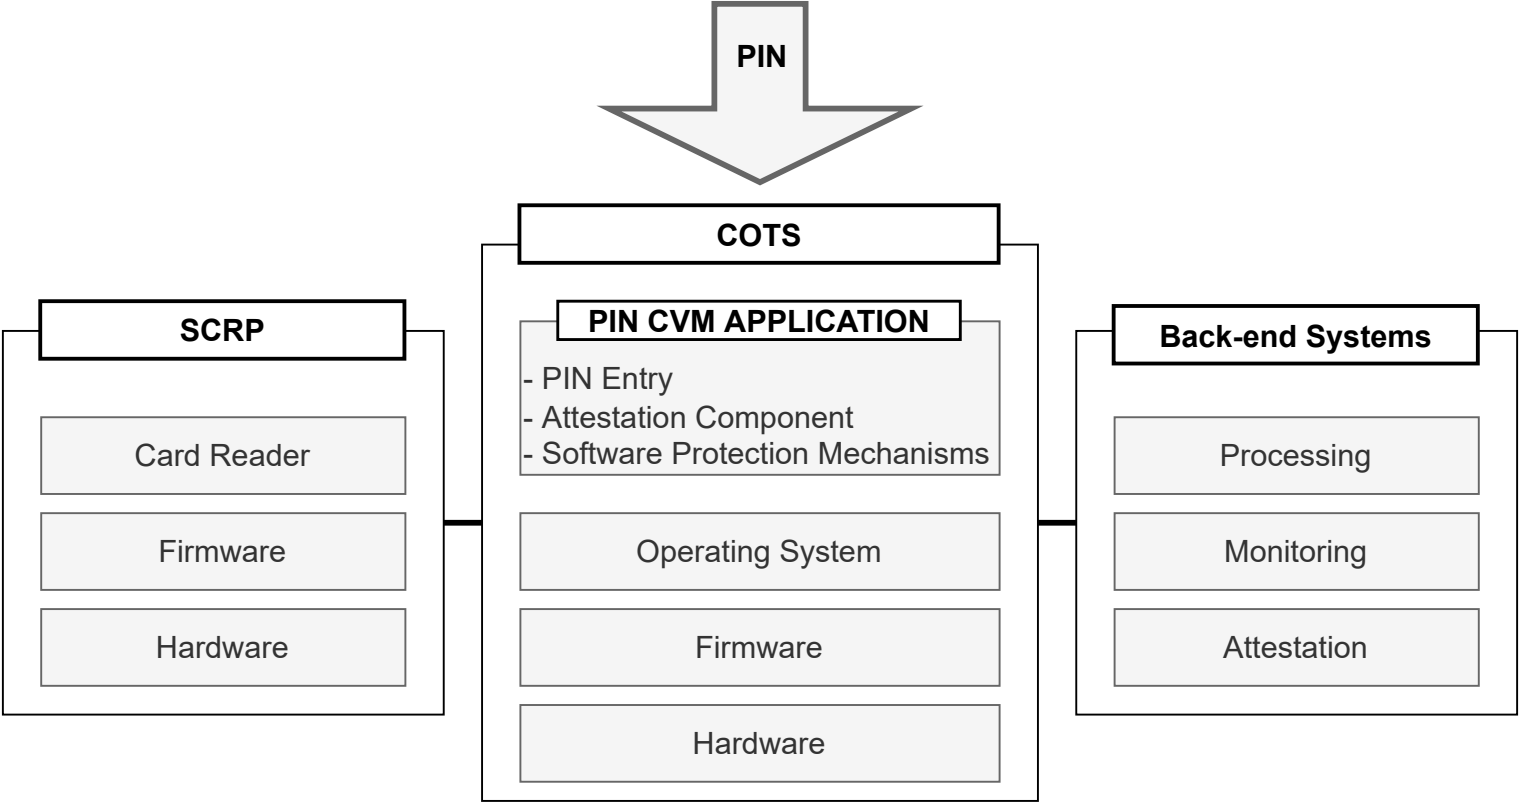 PIN
COTS
SCRP
PIN CVM APPLICATION
Back-end Systems
- PIN Entry
- Attestation Component
- Software Protection Mechanisms
Card Reader
Firmware
Hardware
Operating System
Firmware
Hardware
Processing
Monitoring
Attestation